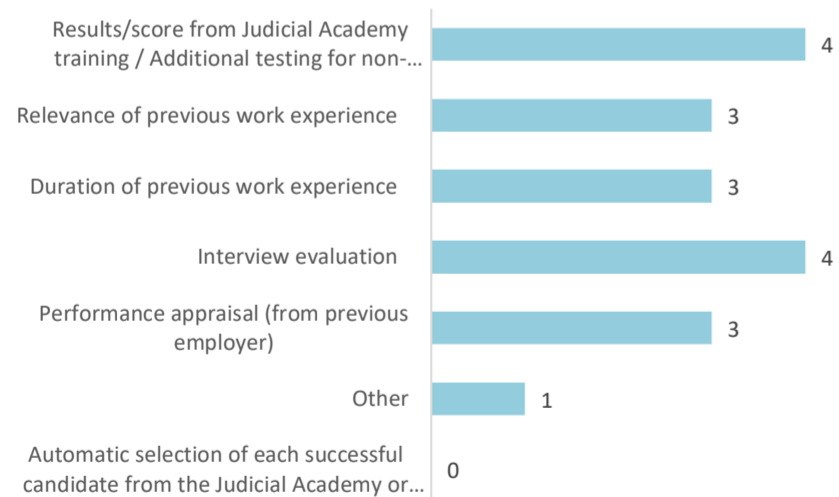 Results/score from Judicial Academy
training / Additional testing for non-...
4
Relevance of previous work experience
3
Duration of previous work experience
3
Interview evaluation
4
Performance appraisal (from previous
employer)
3
Other
1
Automatic selection of each successful
candidate from the Judicial Academy or...
0